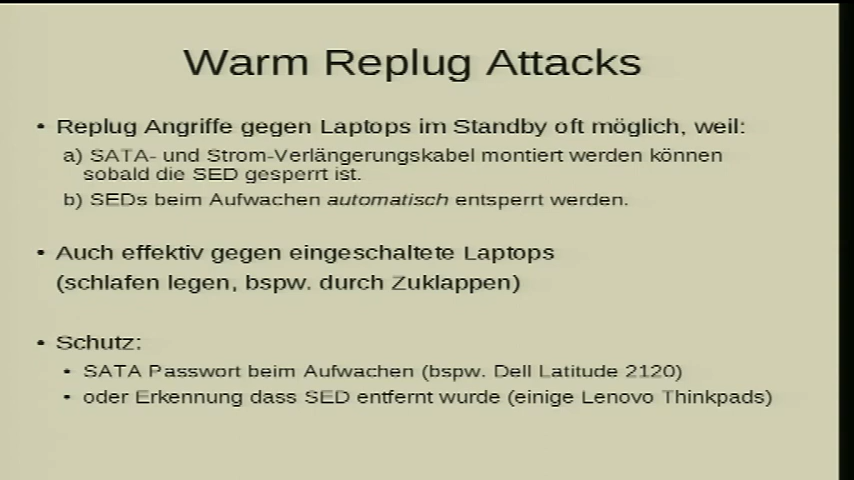 Warm Replug Attacks
• Replug Angriffe gegen Laptops im Standby oft möglich, weil:
a) SATA- und Strom-Verlängerungskabel montiert werden können
sobald die SED gesperrt ist.
b) SEDs beim Aufwachen automatisch entsperrt werden.
• Auch effektiv gegen eingeschaltete Laptops
(schlafen legen, bspw. durch Zuklappen)
• Schutz:
• SATA Passwort beim Aufwachen (bspw. Dell Latitude 2120)
• oder Erkennung dass SED entfernt wurde (einige Lenovo Thinkpads)